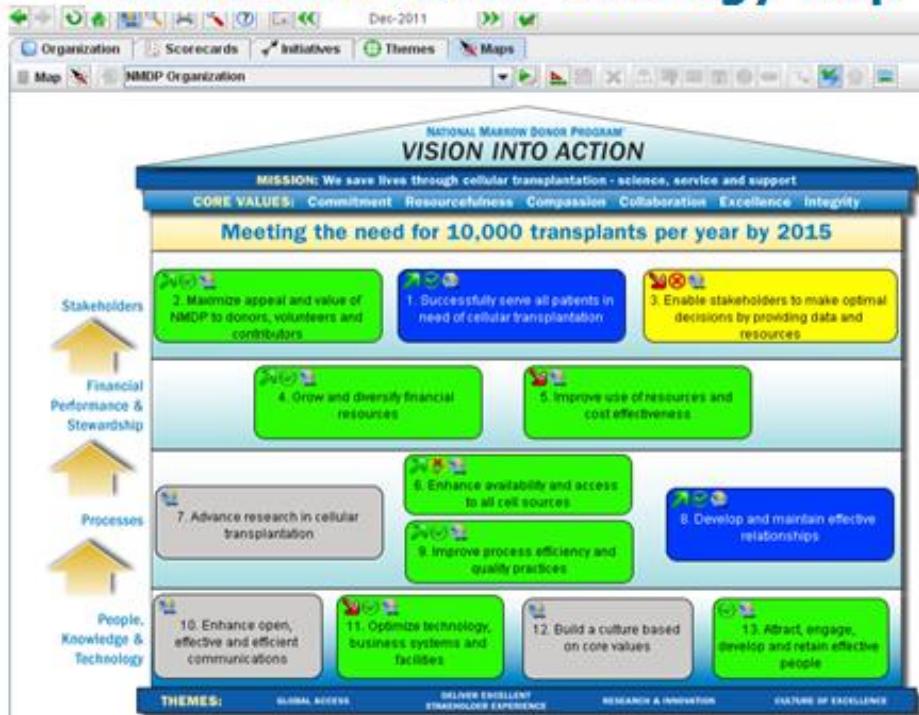 Dec-2011
Organization Scorecards Initiatives Themes Maps
Map NMDP Organization
NATIONAL MARROW DONOR PROGRAM
VISION INTO ACTION
MISSION: We save lives through cellular transplantation - science, service and support
CORE VALUES: Commitment Resourcefulness Compassion Collaboration Excellence Integrity
Meeting the need for 10,000 transplants per year by 2015
Stakeholders
2. Maximize appeal and value of
NMDP to donors, volunteers and
contributors
1. Successfully serve all patients in
need of cellular transplantation
3. Enable stakeholders to make optimal
decisions by providing data and
resources
Financial
Performance &
Stewardship
4. Grow and diversify financial
resources
5. Improve use of resources and
cost effectiveness
Processes
7. Advance research in cellular
transplantation
6. Enhance availability and access
to all cell sources
9. Improve process efficiency and
quality practices
8. Develop and maintain effective
relationships
People,
Knowledge &
Technology
10. Enhance open,
effective and efficient
communications
11. Optimize technology,
business systems and
facilities
12. Build a culture based
on core values
13. Attract, engage,
develop and retain effective
people
THEMES: GLOBAL ACCESS DELIVER EXCELLENT
STAKEHOLDER EXPERIENCE RESEARCH & INNOVATION CULTURE OF EXCELLENCE